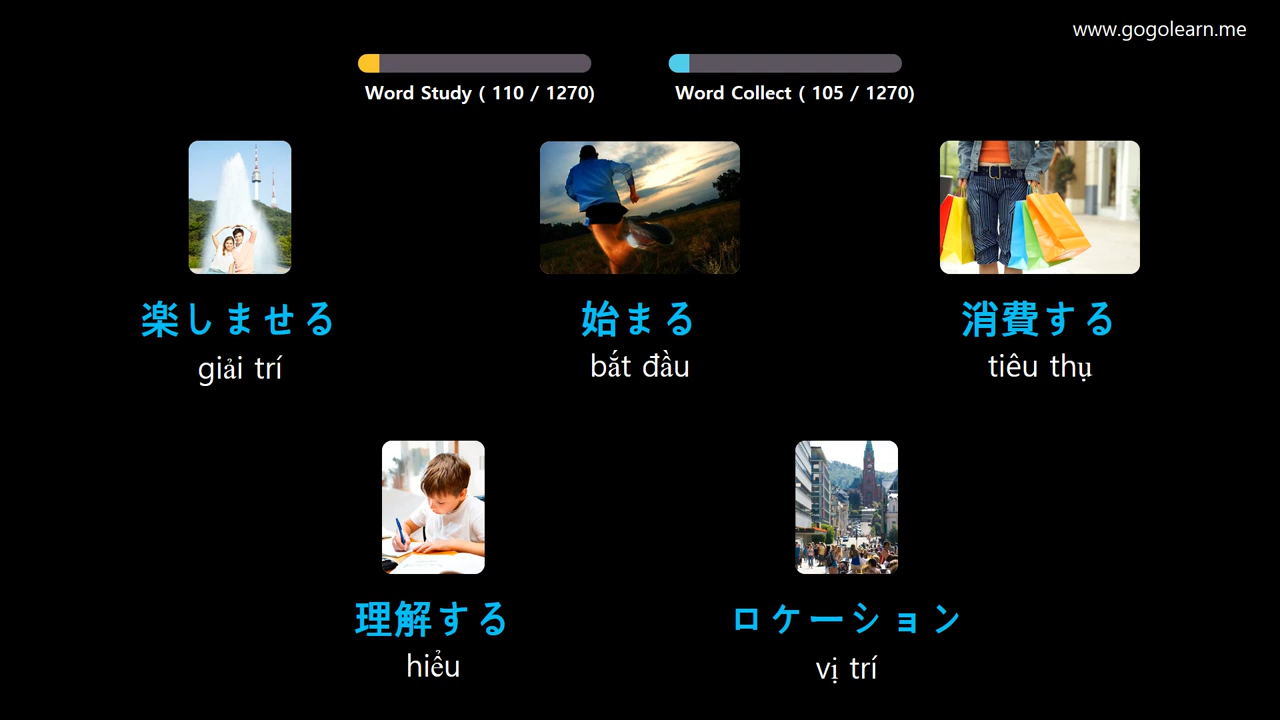 www.gogolearn.me
Word Study ( 110 / 1270)
Word Collect ( 105 / 1270)
楽しませる
giải trí
始まる
bắt đầu
消費する
tiêu thụ
理解する
hiểu
ロケーション
vị trí